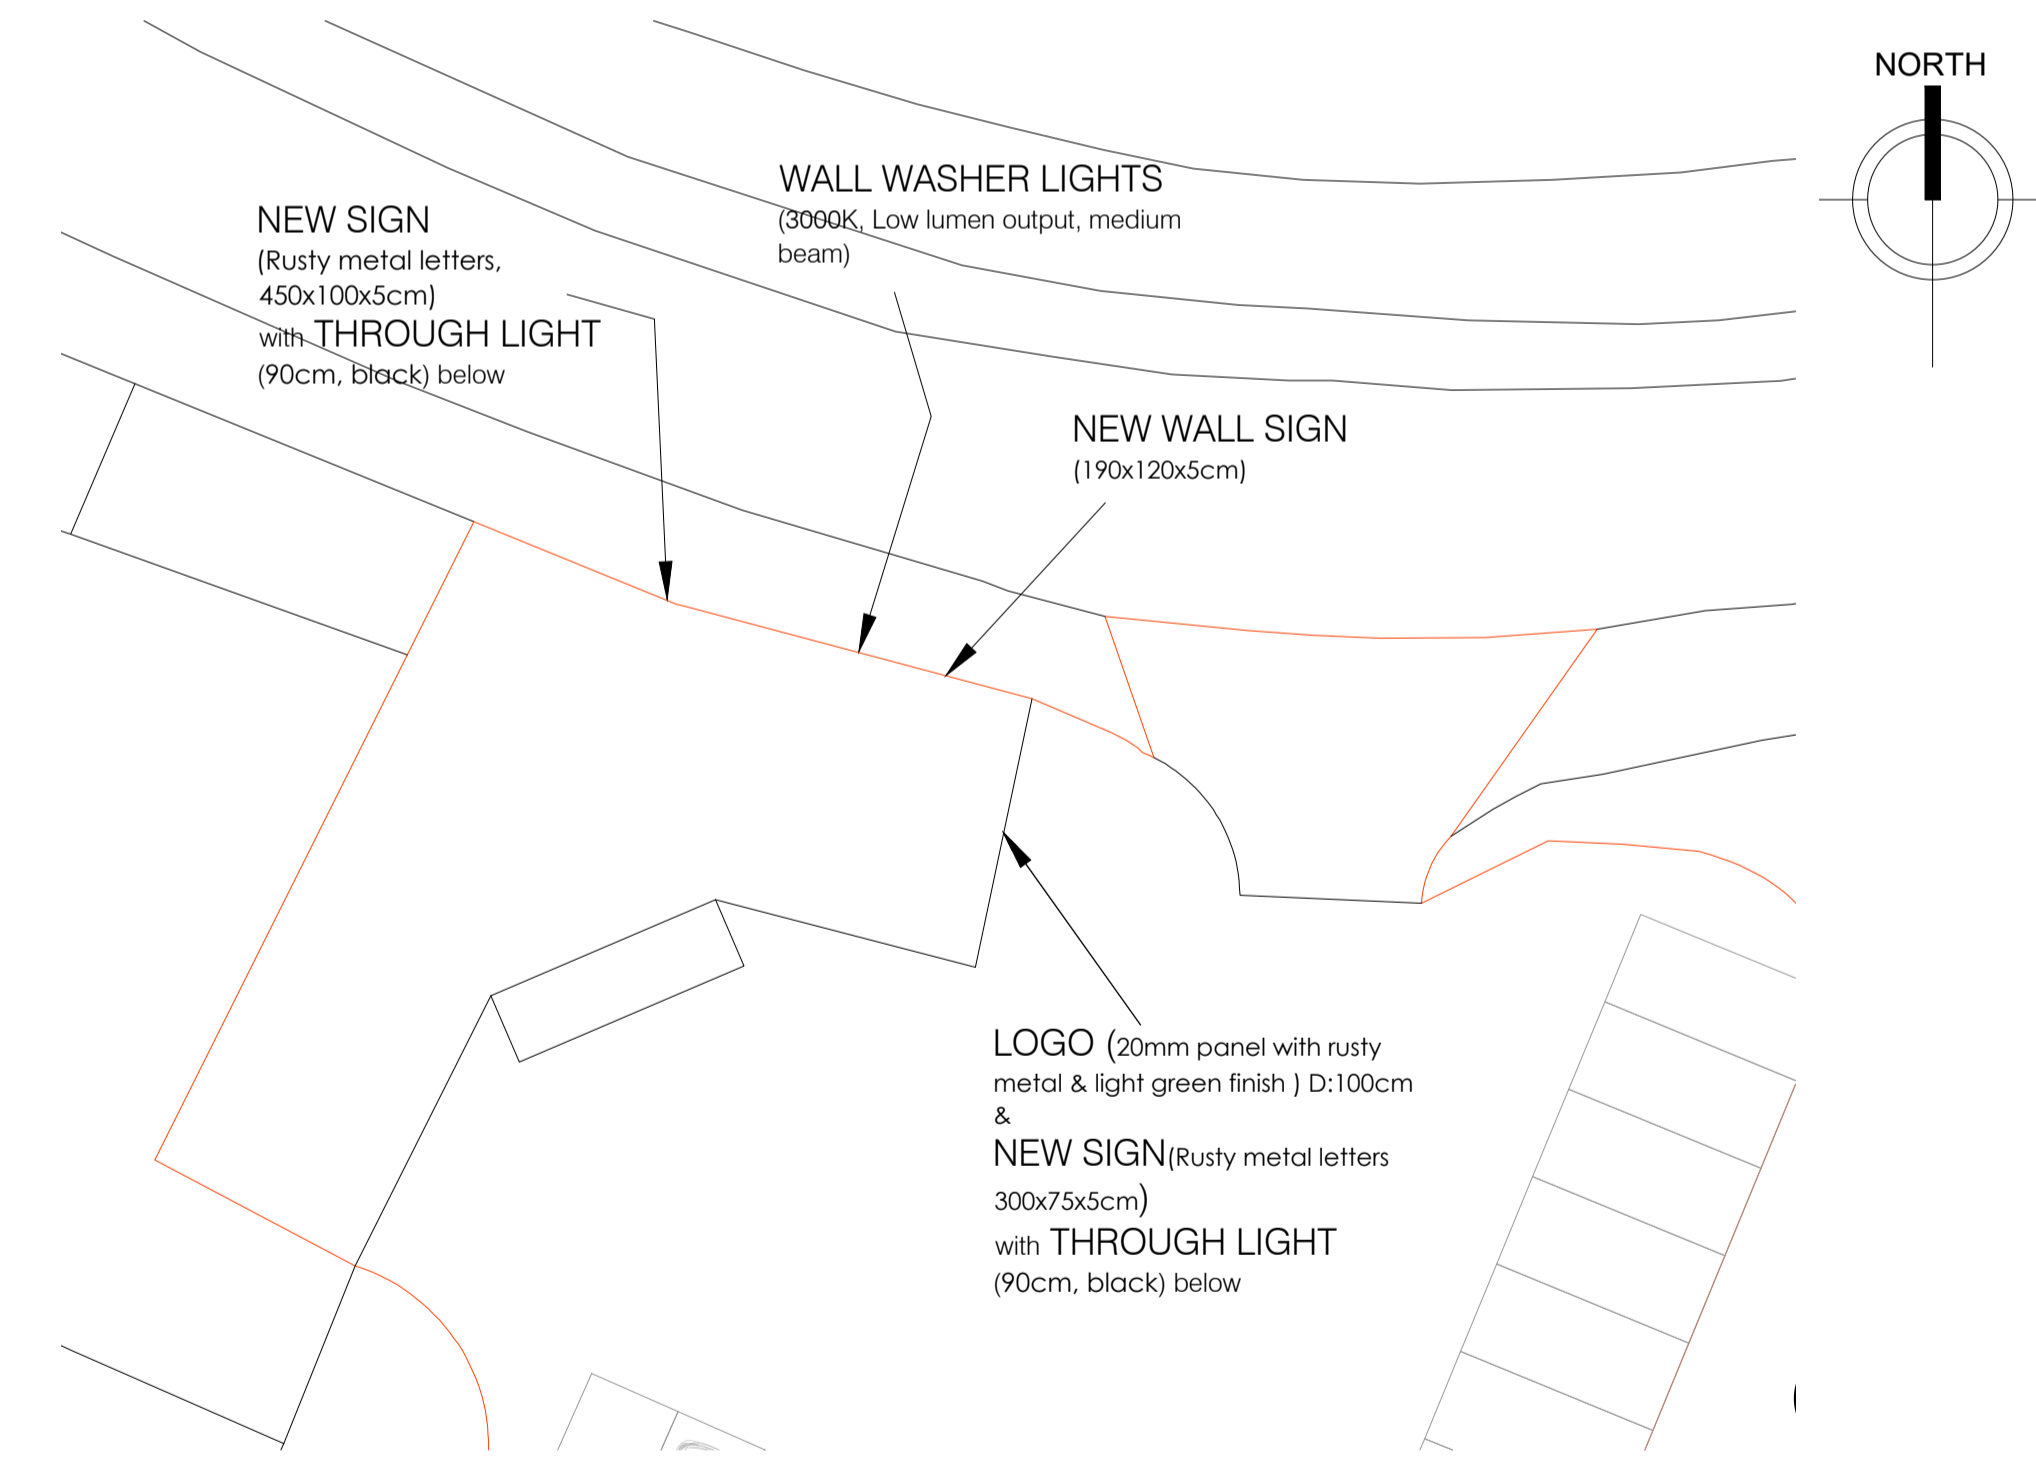 NORTH
WALL WASHER LIGHTS
(3000K, Low lumen output, medium
beam)
NEW SIGN
(Rusty metal letters,
450x100x5cm)
with THROUGH LIGHT
(90cm, black) below
NEW WALL SIGN
(190x120x5cm)
LOGO (20mm panel with rusty
metal & light green finish ) D:100cm
&
NEW SIGN(Rusty metal letters
300x75x5cm)
with THROUGH LIGHT
(90cm, black) below